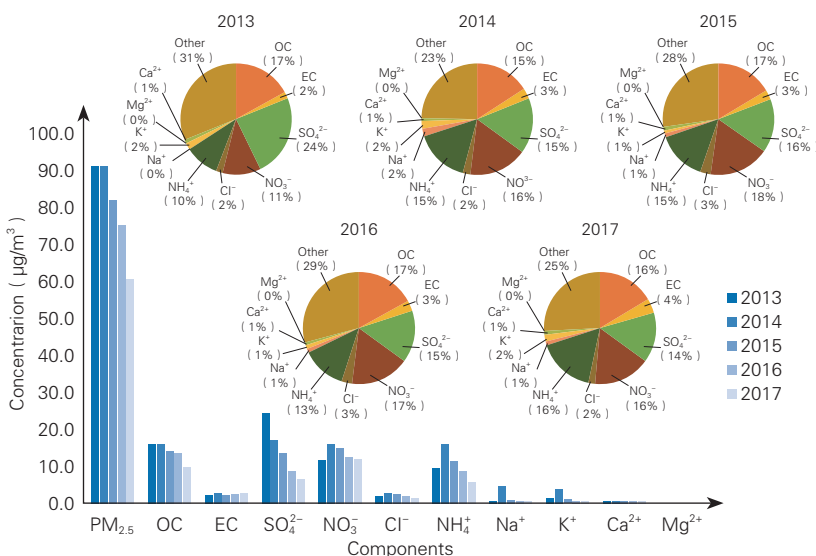 2013
Other
( 31% )
OC
( 17% )
EC
( 2% )
SO₄²⁻
( 24% )
NO₃⁻
( 11% )
Cl⁻
( 2% )
NH₄⁺
( 10% )
Na⁺
( 0% )
K⁺
( 2% )
Mg²⁺
( 0% )
Ca²⁺
( 1% )
2014
Other
( 23% )
OC
( 15% )
EC
( 3% )
SO₄²⁻
( 15% )
NO³⁻
( 16% )
Cl⁻
( 2% )
NH₄⁺
( 15% )
Na⁺
( 2% )
K⁺
( 2% )
Ca²⁺
( 1% )
Mg²⁺
( 0% )
2015
Other
( 28% )
OC
( 17% )
EC
( 3% )
SO₄²⁻
( 16% )
NO₃⁻
( 18% )
Cl⁻
( 3% )
NH₄⁺
( 15% )
Na⁺
( 1% )
K⁺
( 1% )
Ca²⁺
( 1% )
Mg²⁺
( 0% )
2016
Other
( 29% )
OC
( 17% )
EC
( 3% )
SO₄²⁻
( 15% )
NO₃⁻
( 17% )
Cl⁻
( 3% )
NH₄⁺
( 13% )
Na⁺
( 1% )
K⁺
( 1% )
Ca²⁺
( 1% )
Mg²⁺
( 0% )
2017
Other
( 25% )
OC
( 16% )
EC
( 4% )
SO₄²⁻
( 14% )
NO₃⁻
( 16% )
Cl⁻
( 2% )
NH₄⁺
( 16% )
Na⁺
( 1% )
K⁺
( 2% )
Ca²⁺
( 1% )
Mg²⁺
( 0% )
2013
2014
2015
2016
2017
Concentrarion ( μg/m³ )
100.0
90.0
80.0
70.0
60.0
50.0
40.0
30.0
20.0
10.0
0.0
PM₂.₅ OC EC SO₄²⁻ NO₃⁻ Cl⁻ NH₄⁺ Na⁺ K⁺ Ca²⁺ Mg²⁺
Components